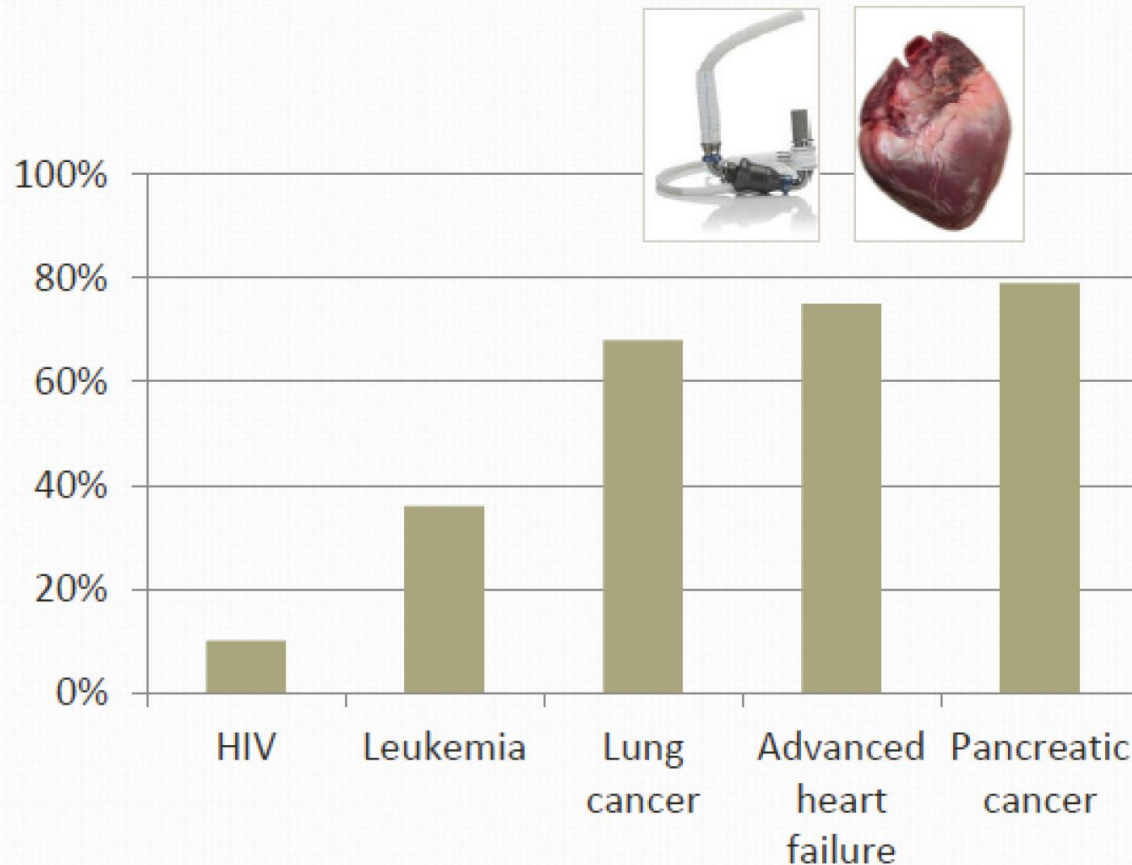 100%
80%
60%
40%
20%
0%
HIV
Leukemia
Lung
cancer
Advanced
heart
failure
Pancreatic
cancer